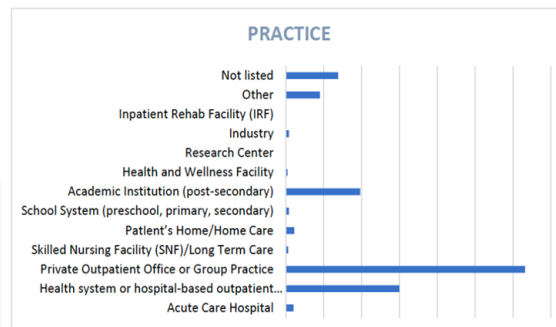 PRACTICE
Not listed
Other
Inpatient Rehab Facility (IRF)
Industry
Research Center
Health and Wellness Facility
Academic Institution (post-secondary)
School System (preschool, primary, secondary)
Patient's Home/Home Care
Skilled Nursing Facility (SNF)/Long Term Care
Private Outpatient Office or Group Practice
Health system or hospital-based outpatient...
Acute Care Hospital